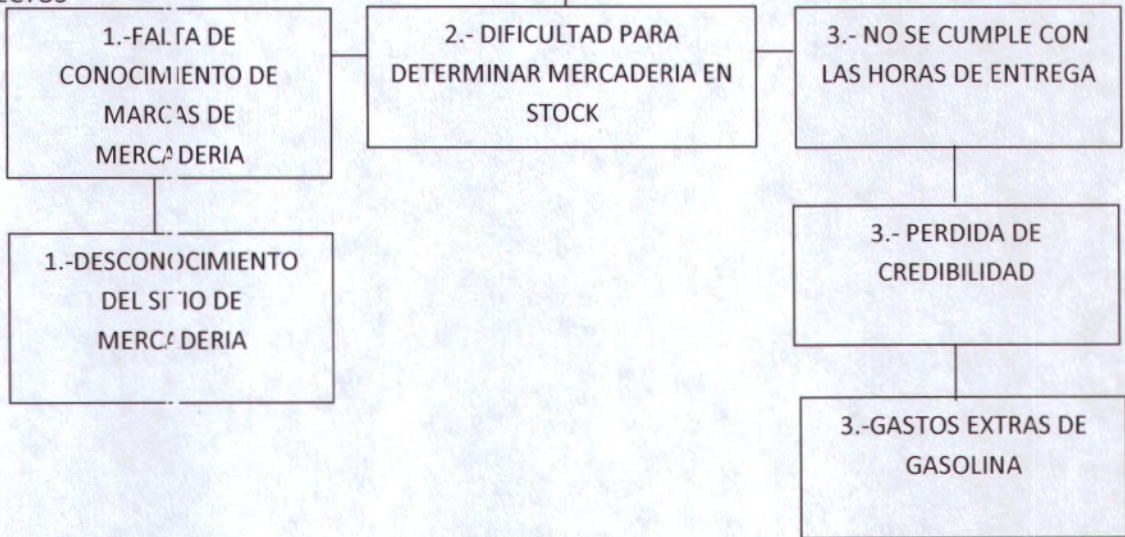 1.-FALTA DE
CONOCIMIENTO DE
MARCAS DE
MERCADERIA
2.- DIFICULTAD PARA
DETERMINAR MERCADERIA EN
STOCK
3.- NO SE CUMPLE CON
LAS HORAS DE ENTREGA
1.-DESCONOCIMIENTO
DEL SITIO DE
MERCADERIA
3.- PERDIDA DE
CREDIBILIDAD
3.-GASTOS EXTRAS DE
GASOLINA